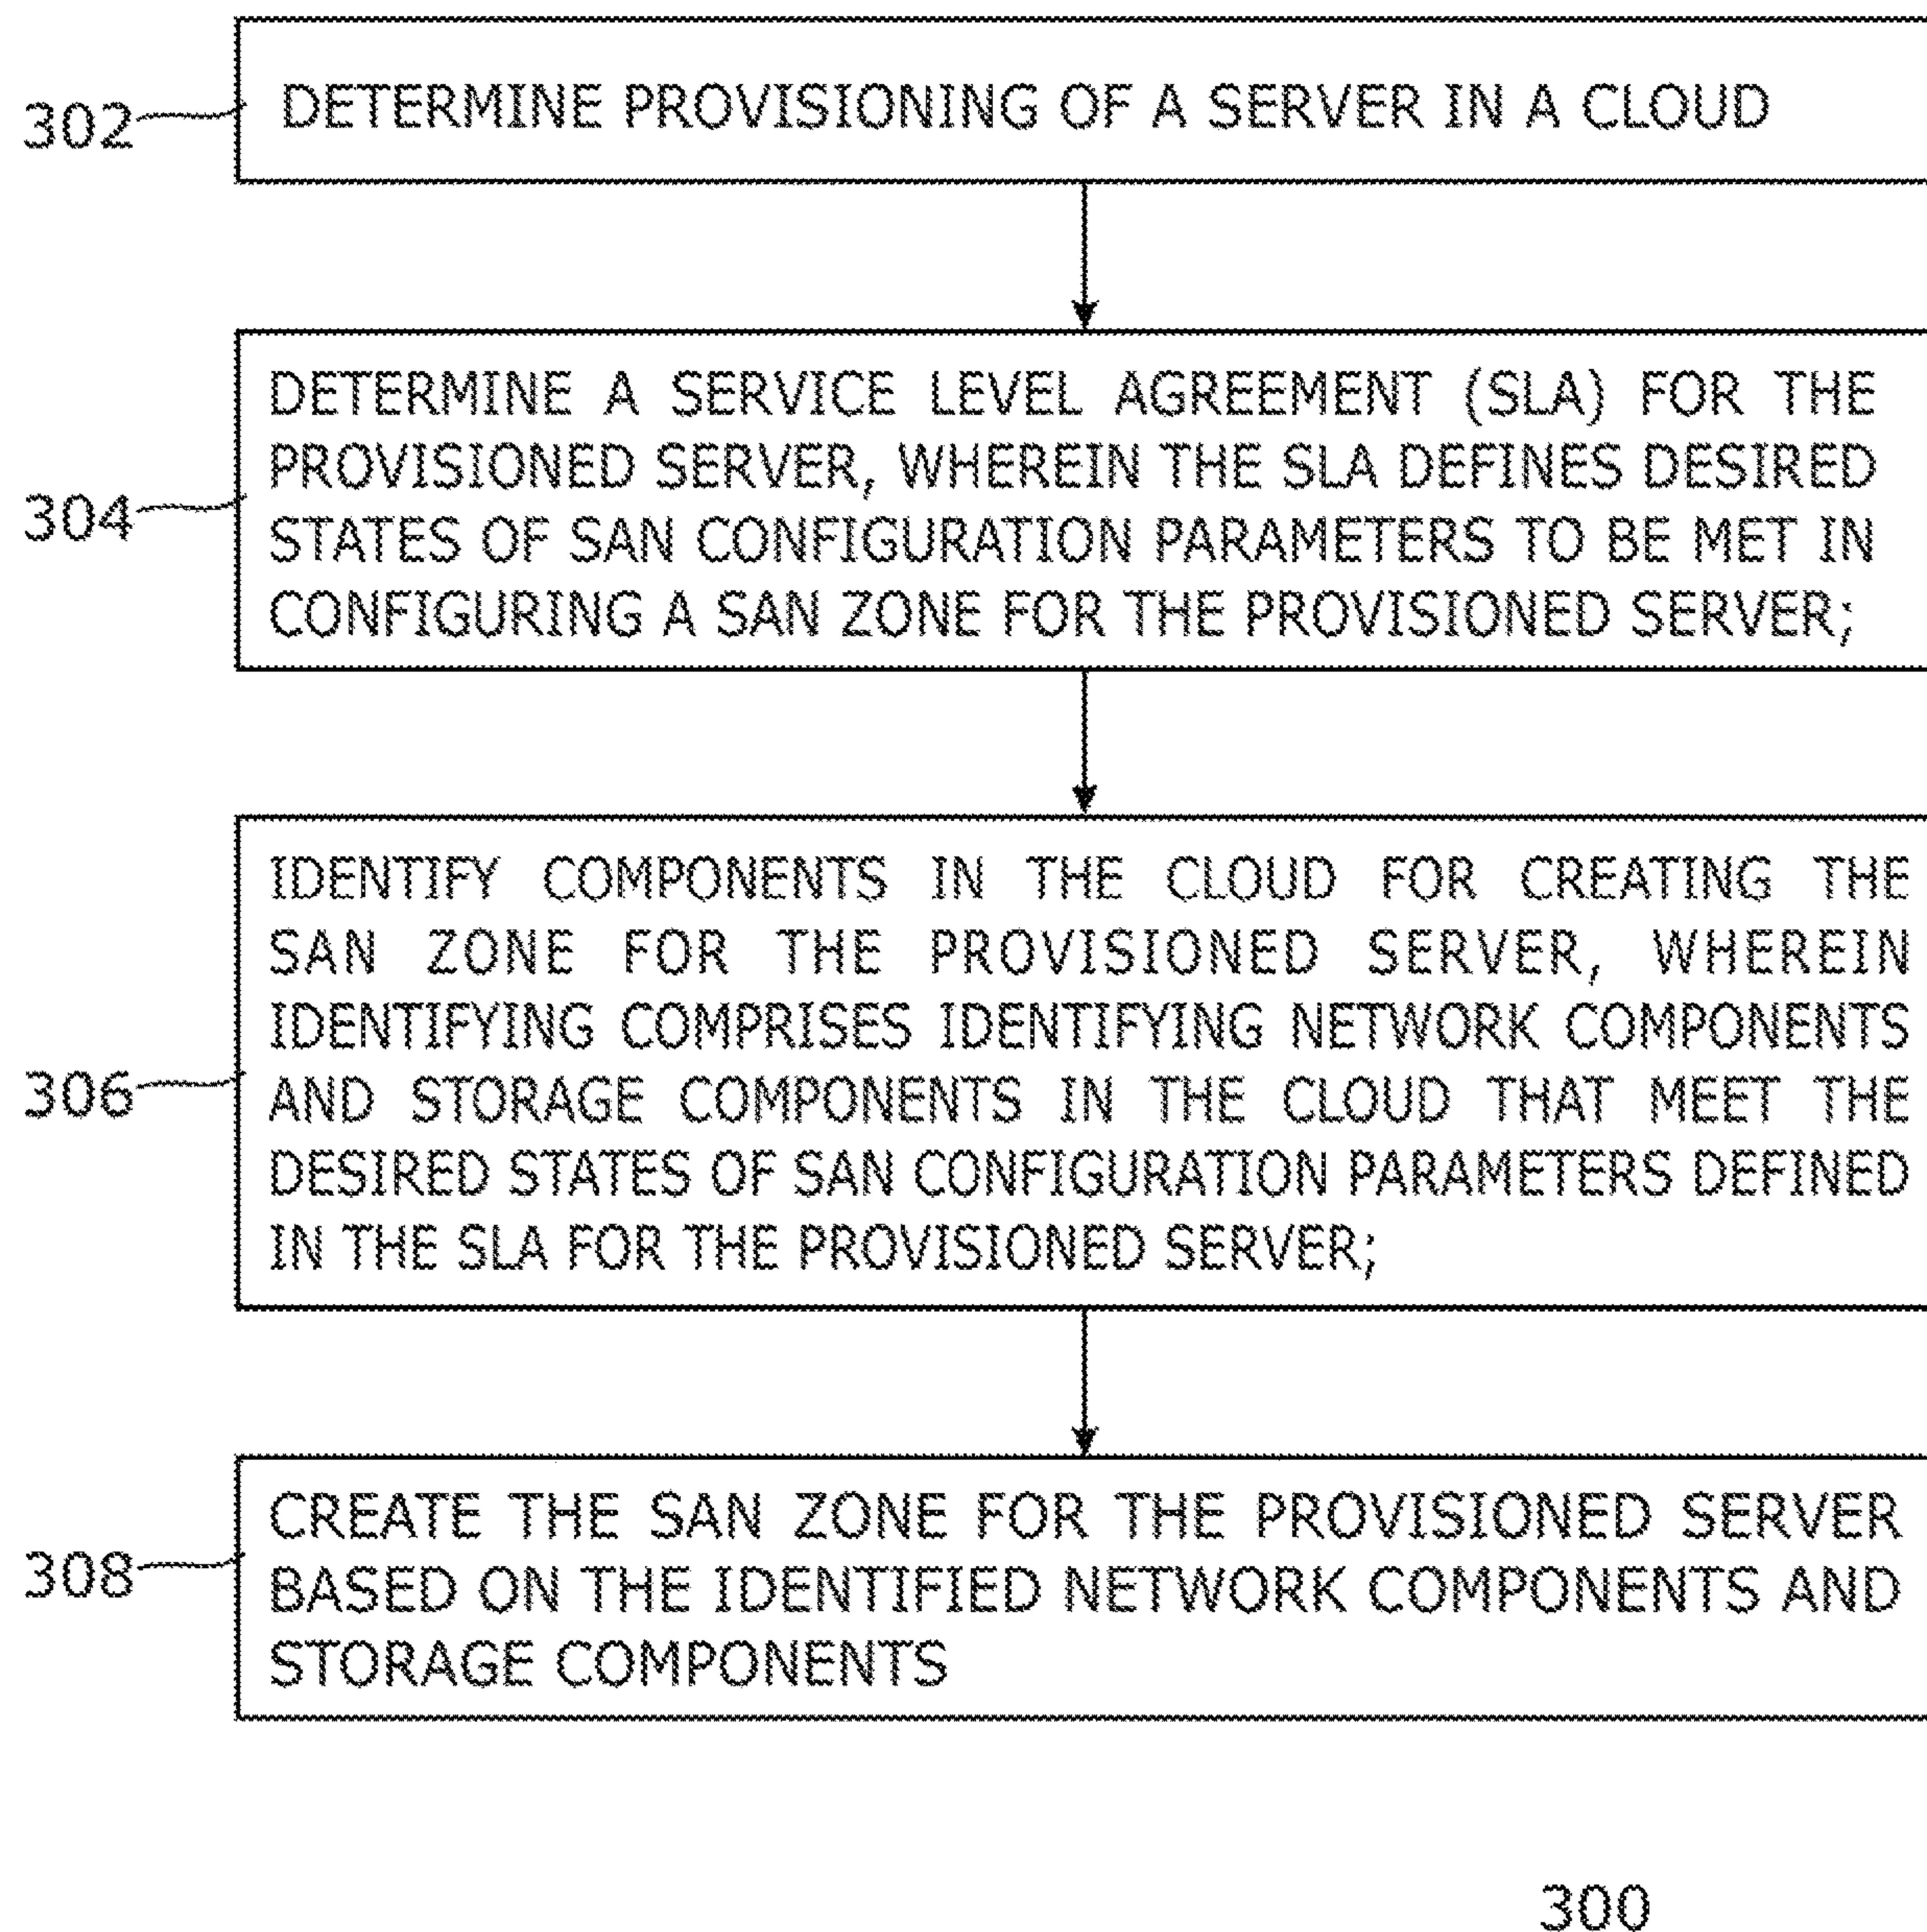 302
DETERMINE PROVISIONING OF A SERVER IN A CLOUD
304
DETERMINE A SERVICE LEVEL AGREEMENT (SLA) FOR THE
PROVISIONED SERVER, WHEREIN THE SLA DEFINES DESIRED
STATES OF SAN CONFIGURATION PARAMETERS TO BE MET IN
CONFIGURING A SAN ZONE FOR THE PROVISIONED SERVER;
306
IDENTIFY COMPONENTS IN THE CLOUD FOR CREATING THE
SAN ZONE FOR THE PROVISIONED SERVER, WHEREIN
IDENTIFYING COMPRISES IDENTIFYING NETWORK COMPONENTS
AND STORAGE COMPONENTS IN THE CLOUD THAT MEET THE
DESIRED STATES OF SAN CONFIGURATION PARAMETERS DEFINED
IN THE SLA FOR THE PROVISIONED SERVER;
308
CREATE THE SAN ZONE FOR THE PROVISIONED SERVER
BASED ON THE IDENTIFIED NETWORK COMPONENTS AND
STORAGE COMPONENTS
300